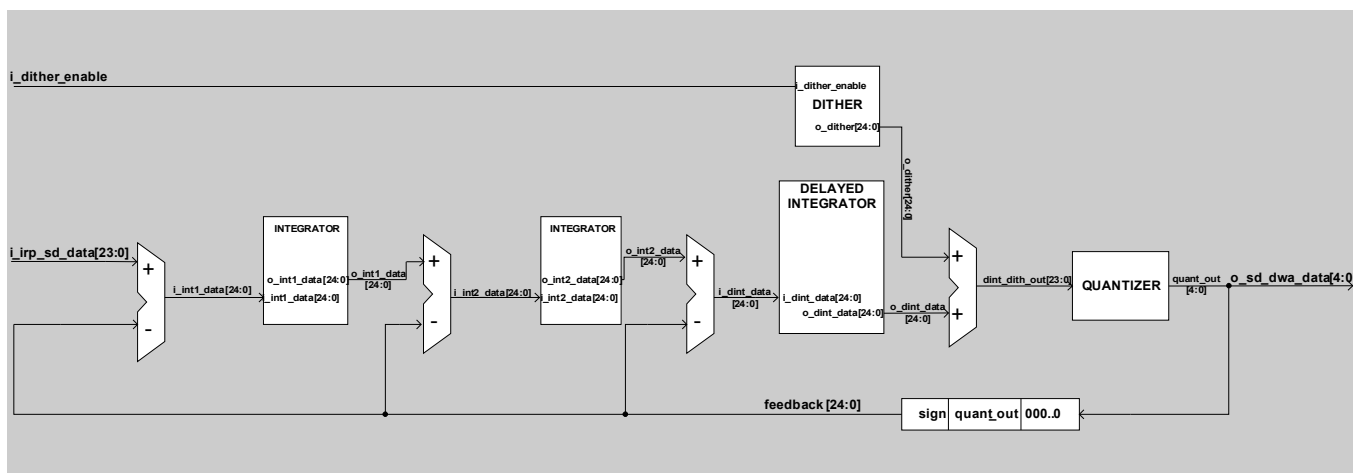 i_dither_enable
i_dither_enable
DITHER
o_dither[24:0]
o_dither
[24:0]
DELAYED
INTEGRATOR
INTEGRATOR
INTEGRATOR
i_irp_sd_data[23:0]
+
-
i_int1_data[24:0]
o_int1_data[24:0]
_int1_data[24:0]
o_int1_data
[24:0]
+
-
i_int2_data[24:0]
o_int2_data[24:0]
i_int2_data[24:0]
o_int2_data
[24:0]
+
-
i_dint_data
[24:0]
i_dint_data[24:0]
o_dint_data[24:0]
o_dint_data
[24:0]
+
+
dint_dith_out[23:0]
QUANTIZER
quant_out
[4:0]
o_sd_dwa_data[4:0
feedback [24:0]
sign quant_out 000..0